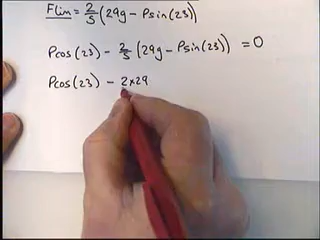 Flim = 2/5 (29g - Psin(23))
Pcos(23) - 2/5 (29g - Psin(23)) = 0
Pcos(23) - 2×29